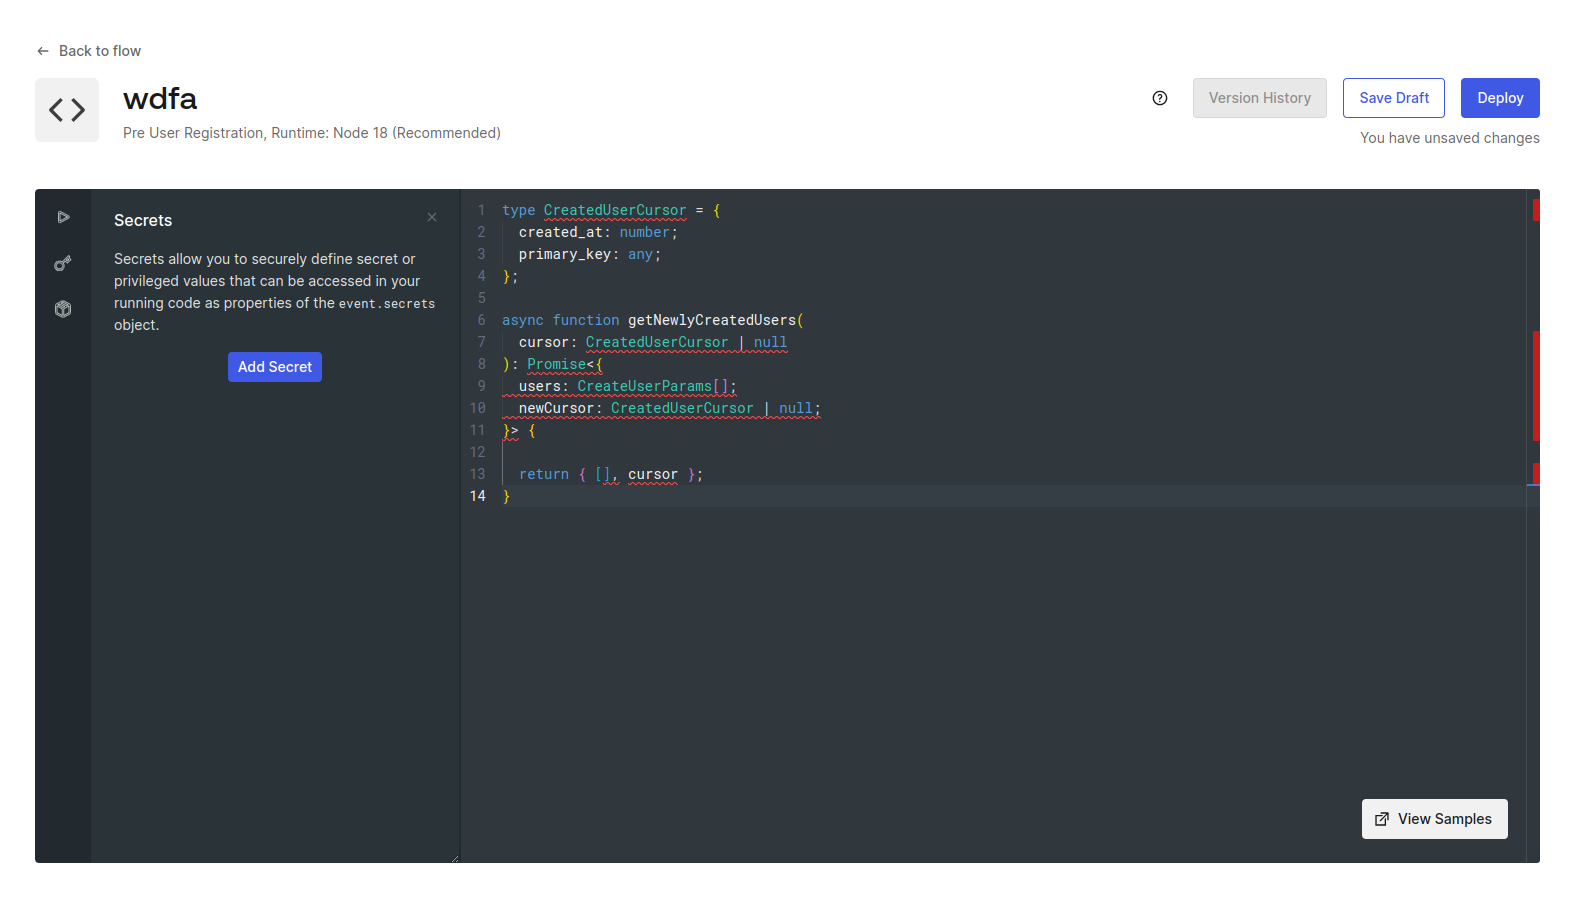 Back to flow
wdfa
Pre User Registration, Runtime: Node 18 (Recommended)
Version History
Save Draft
Deploy
You have unsaved changes
Secrets
Secrets allow you to securely define secret or
privileged values that can be accessed in your
running code as properties of the event.secrets
object.
Add Secret
1 type CreatedUserCursor = {
2   created_at: number;
3   primary_key: any;
4 };
5
6 async function getNewlyCreatedUsers(
7   cursor: CreatedUserCursor | null
8 ): Promise<{
9   users: CreateUserParams[];
10   newCursor: CreatedUserCursor | null;
11 }> {
12
13   return { [], cursor };
14 }
View Samples